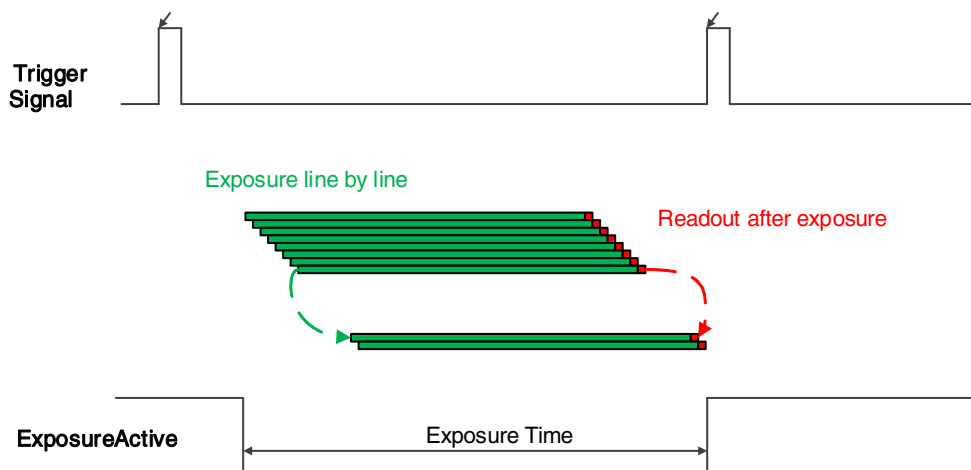 Trigger
Signal
Exposure line by line
Readout after exposure
ExposureActive
Exposure Time